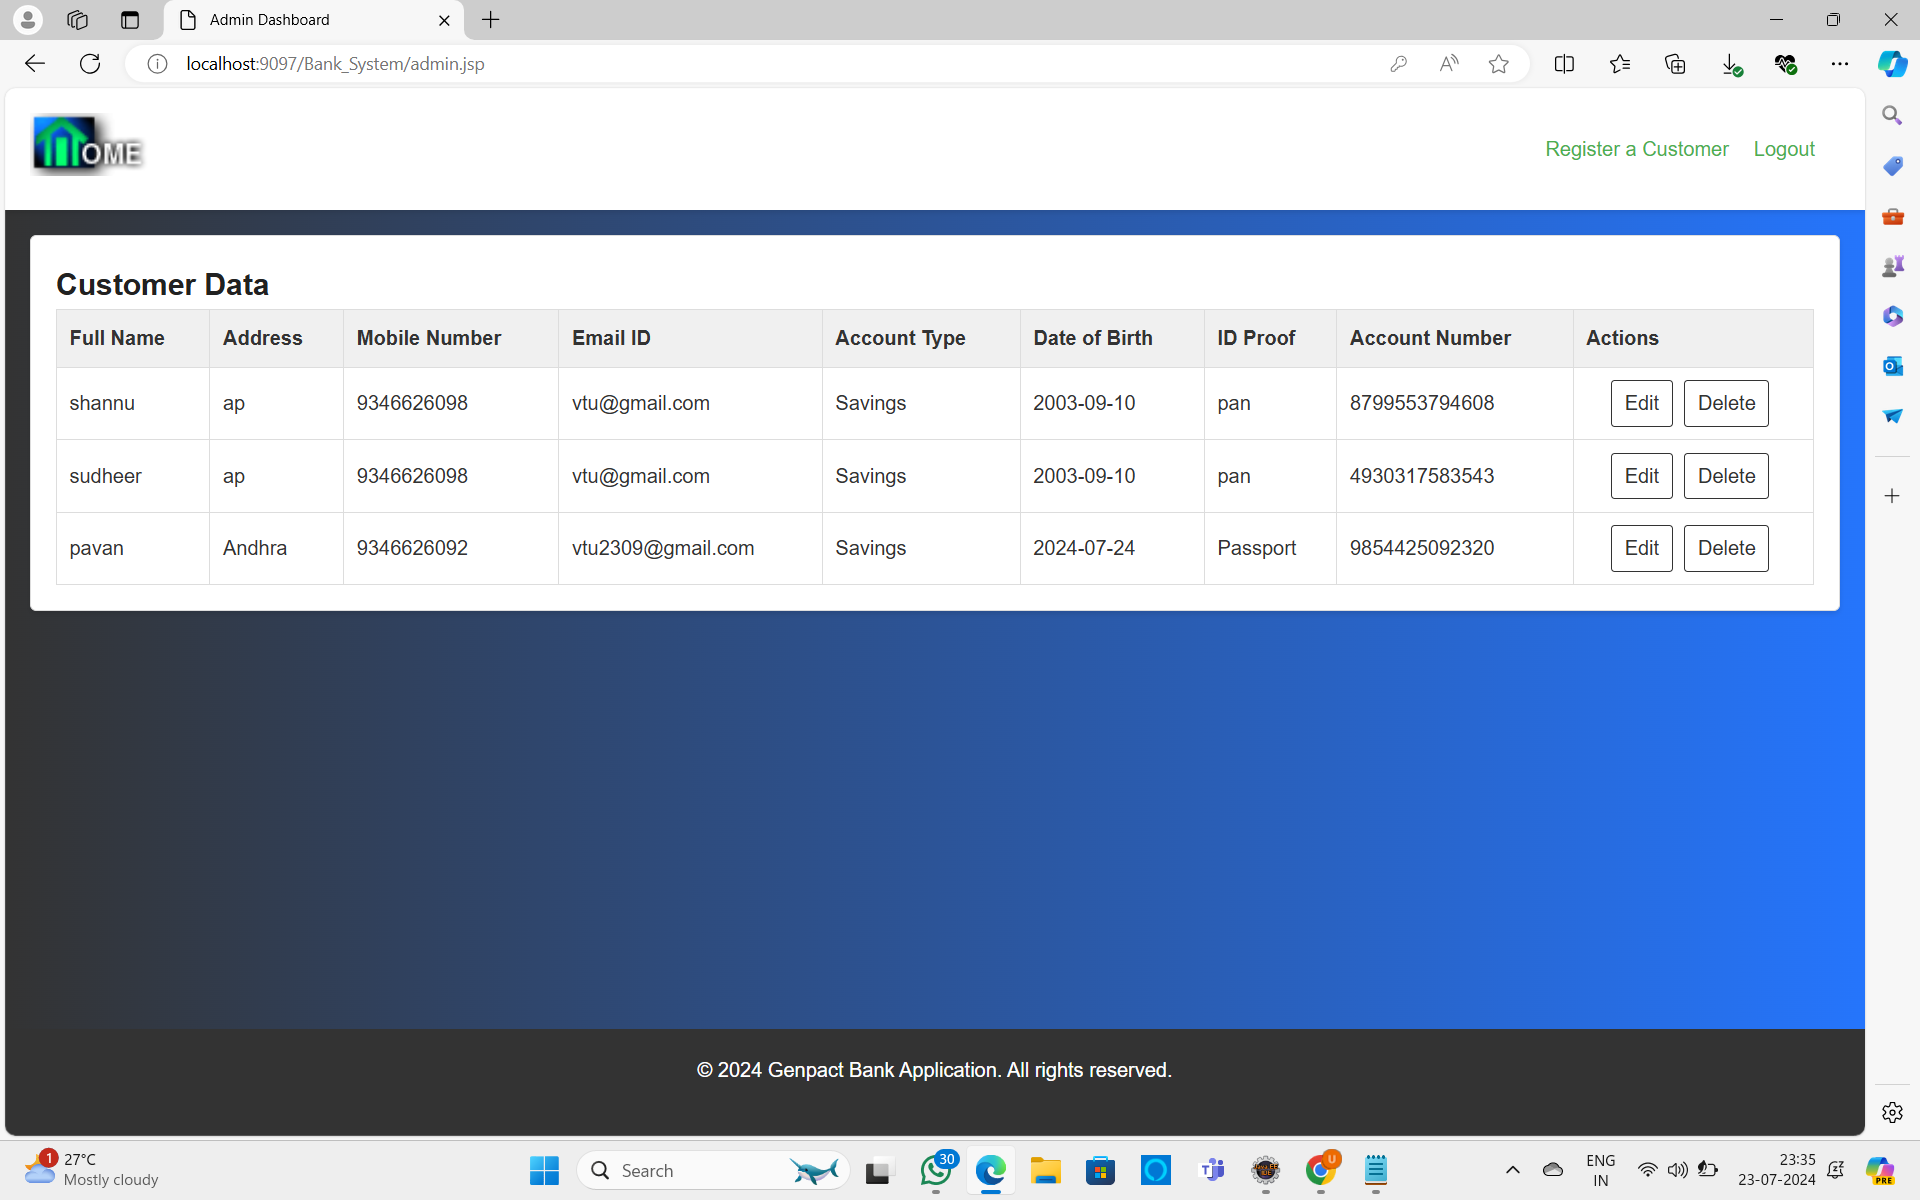 Admin Dashboard
localhost:9097/Bank_System/admin.jsp
OME
Register a Customer Logout
Customer Data
Full Name Address Mobile Number Email ID Account Type Date of Birth ID Proof Account Number Actions
shannu ap 9346626098 vtu@gmail.com Savings 2003-09-10 pan 8799553794608 Edit Delete
sudheer ap 9346626098 vtu@gmail.com Savings 2003-09-10 pan 4930317583543 Edit Delete
pavan Andhra 9346626092 vtu2309@gmail.com Savings 2024-07-24 Passport 9854425092320 Edit Delete
© 2024 Genpact Bank Application. All rights reserved.
1 27°C
Mostly cloudy
Search
30
U
ENG
IN
23:35
23-07-2024
PRE